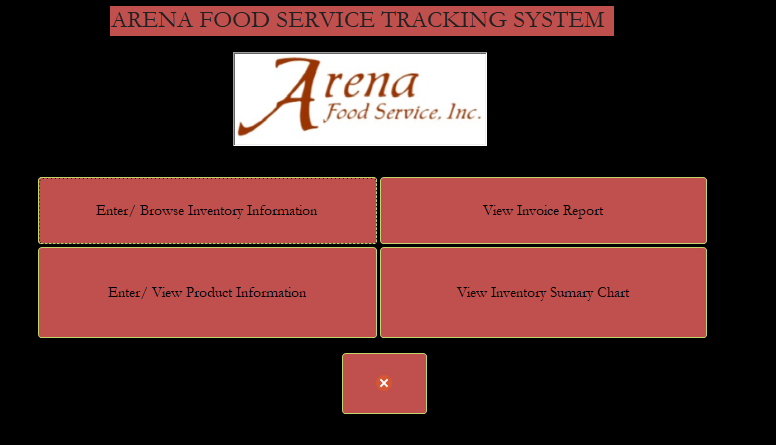 ARENA FOOD SERVICE TRACKING SYSTEM
Arena
Food Service, Inc.
Enter/ Browse Inventory Information
View Invoice Report
Enter/ View Product Information
View Inventory Sumary Chart